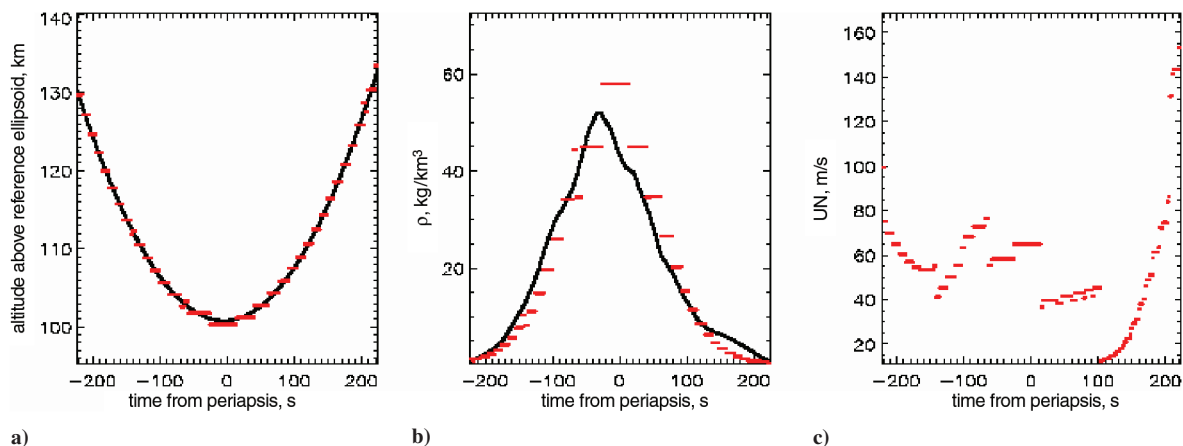 140
130
120
110
100
altitude above reference ellipsoid, km
−200 −100 0 100 200
time from periapsis, s
a)
60
40
20
ρ, kg/km³
−200 −100 0 100 200
time from periapsis, s
b)
160
140
120
100
80
60
40
20
UN, m/s
−200 −100 0 100 200
time from periapsis, s
c)